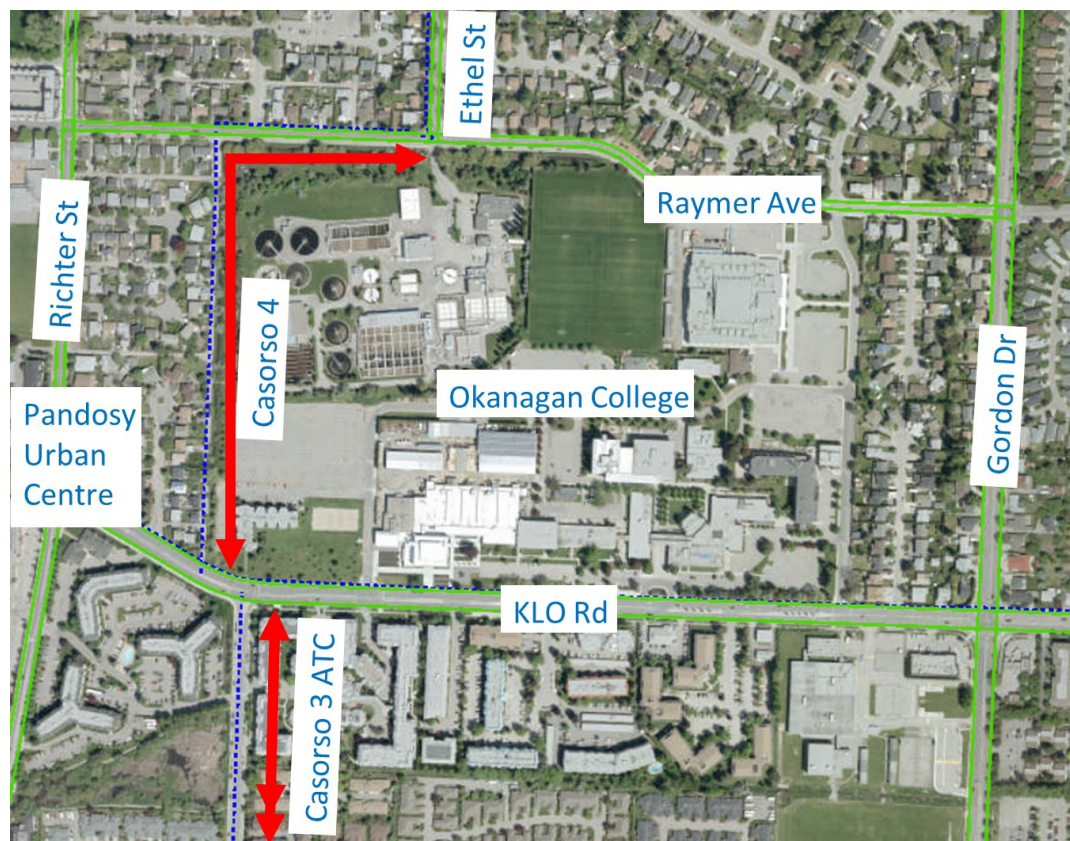 Ethel St
Raymer Ave
Richter St
Casorso 4
Okanagan College
Gordon Dr
Pandosy
Urban
Centre
KLO Rd
Casorso 3 ATC